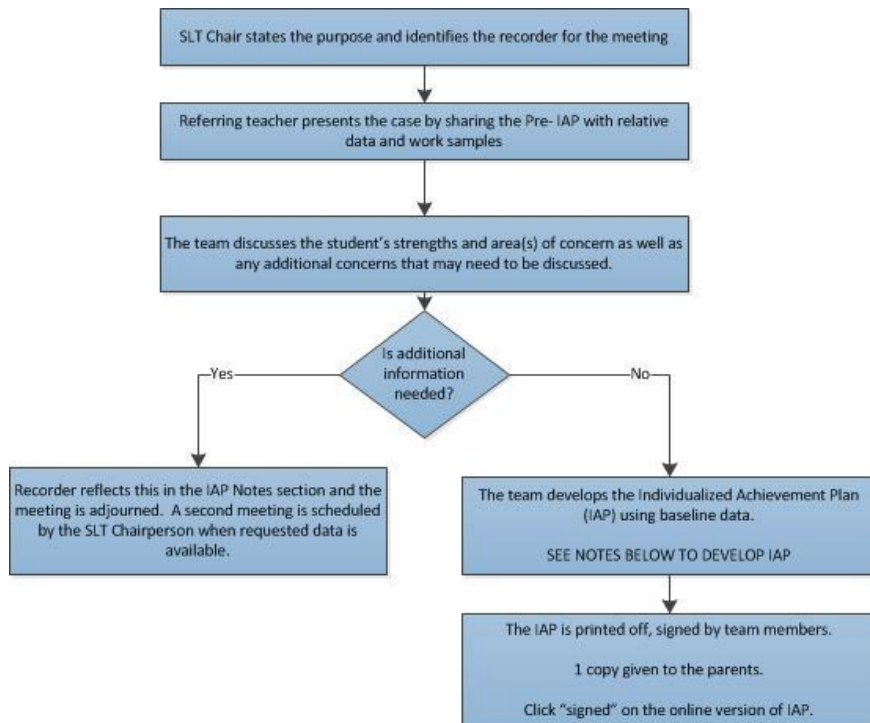 SLT Chair states the purpose and identifies the recorder for the meeting
Referring teacher presents the case by sharing the Pre- IAP with relative
data and work samples
The team discusses the student's strengths and area(s) of concern as well as
any additional concerns that may need to be discussed.
Is additional
information
needed?
Yes
No
Recorder reflects this in the IAP Notes section and the
meeting is adjourned. A second meeting is scheduled
by the SLT Chairperson when requested data is
available.
The team develops the Individualized Achievement Plan
(IAP) using baseline data.
SEE NOTES BELOW TO DEVELOP IAP
The IAP is printed off, signed by team members.
1 copy given to the parents.
Click "signed" on the online version of IAP.